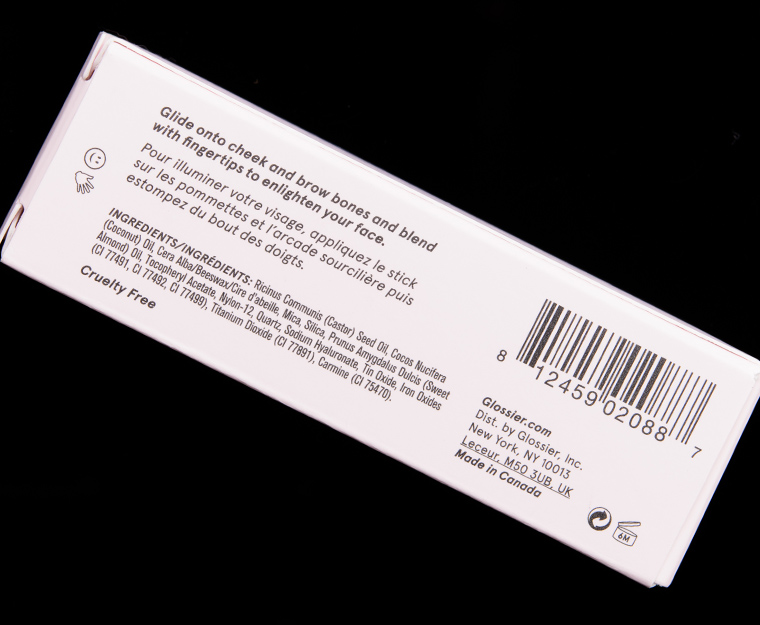 Glide onto cheek and brow bones and blend
with fingertips to enlighten your face.
Pour illuminer votre visage, appliquez le stick
sur les pommettes et l'arcade sourcilière puis
estompez du bout des doigts.
INGREDIENTS/INGRÉDIENTS: Ricinus Communis (Castor) Seed Oil, Cocos Nucifera
(Coconut) Oil, Cera Alba/Beeswax/Cire d'abeille, Mica, Silica, Prunus Amygdalus Dulcis (Sweet
Almond) Oil, Tocopheryl Acetate, Nylon-12, Quartz, Sodium Hyaluronate, Tin Oxide, Iron Oxides
(CI 77491, CI 77492, CI 77499), Titanium Dioxide (CI 77891), Carmine (CI 75470).
Cruelty Free
8 12459 02088 7
Glossier.com
Dist. by Glossier, Inc.
New York, NY 10013
Leceur, M50 3UB, UK
Made in Canada
6M